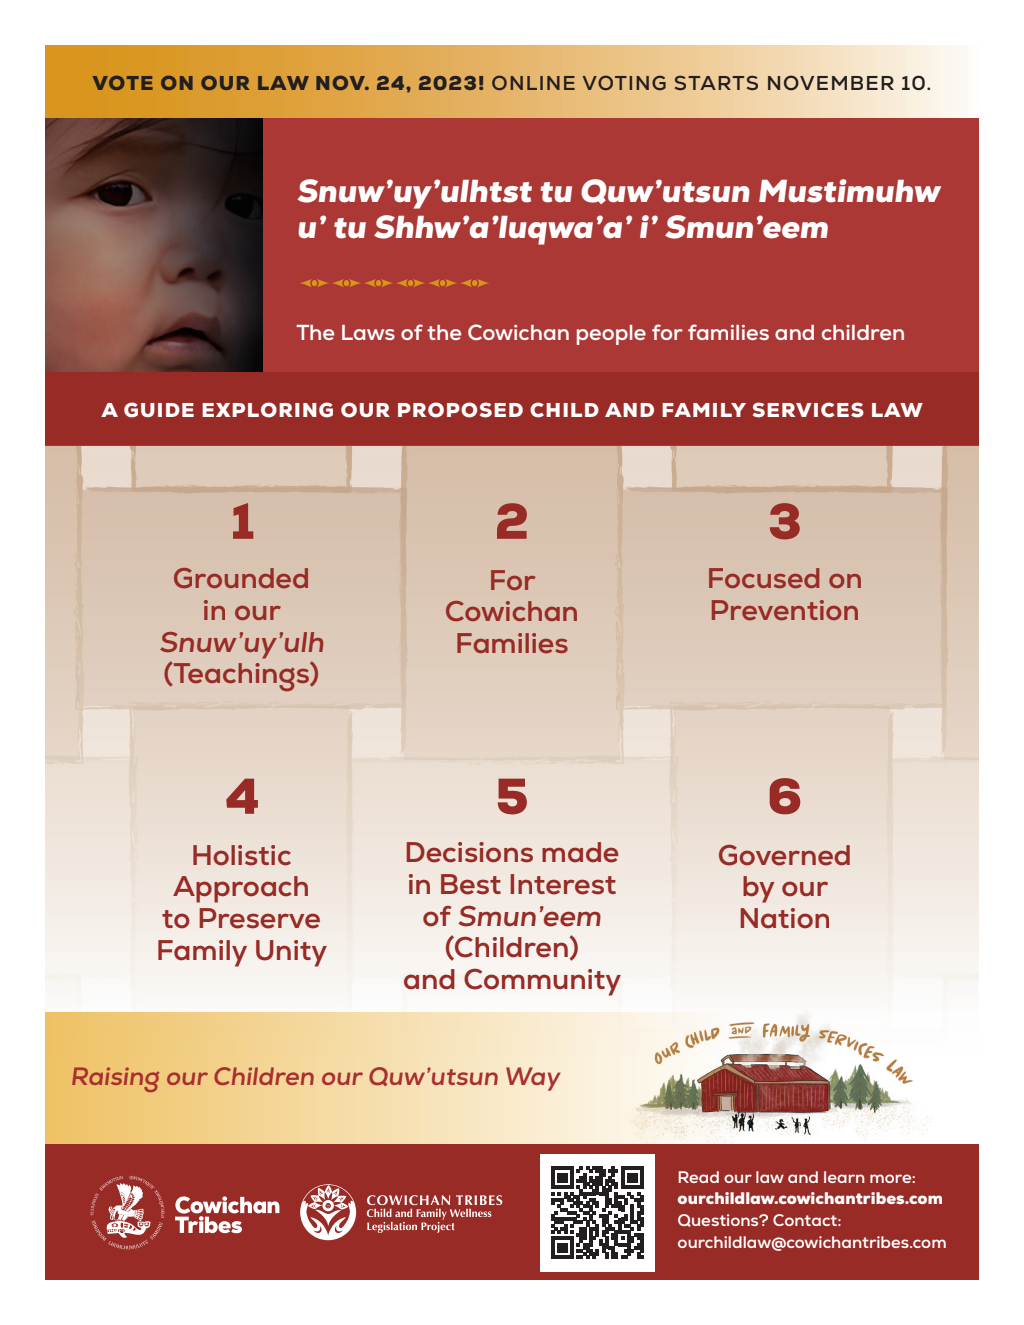 VOTE ON OUR LAW NOV. 24, 2023! ONLINE VOTING STARTS NOVEMBER 10.
Snuw’uy’ulhtst tu Quw’utsun Mustimuhw
u’ tu Shhw’a’luqwa’a’ i’ Smun’eem
The Laws of the Cowichan people for families and children
A GUIDE EXPLORING OUR PROPOSED CHILD AND FAMILY SERVICES LAW
1
Grounded
in our
Snuw’uy’ulh
(Teachings)
2
For
Cowichan
Families
3
Focused on
Prevention
4
Holistic
Approach
to Preserve
Family Unity
5
Decisions made
in Best Interest
of Smun’eem
(Children)
and Community
6
Governed
by our
Nation
Raising our Children our Quw’utsun Way
OUR CHILD AND FAMILY SERVICES LAW
Cowichan
Tribes
COWICHAN TRIBES
Child and Family Wellness
Legislation Project
Read our law and learn more:
ourchildlaw.cowichantribes.com
Questions? Contact:
ourchildlaw@cowichantribes.com